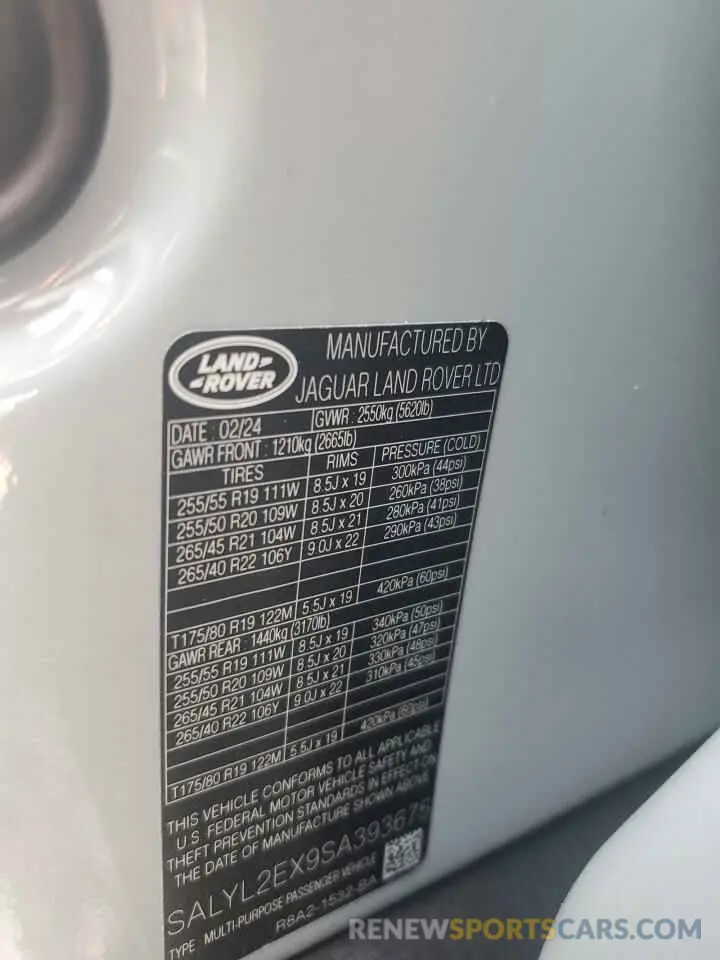 LAND-
-ROVER
MANUFACTURED BY
JAGUAR LAND ROVER LTD
DATE : 02/24 GVWR : 2550kg (5620lb)
GAWR FRONT : 1210kg (2665lb)
TIRES RIMS PRESSURE (COLD)
255/55 R19 111W 8.5J x 19 300kPa (44psi)
255/50 R20 109W 8.5J x 20 260kPa (38psi)
265/45 R21 104W 8.5J x 21 280kPa (41psi)
265/40 R22 106Y 9.0J x 22 290kPa (43psi)
T175/80 R19 122M 5.5J x 19 420kPa (60psi)
GAWR REAR : 1440kg (3170lb)
255/55 R19 111W 8.5J x 19 340kPa (50psi)
255/50 R20 109W 8.5J x 20 320kPa (47psi)
265/45 R21 104W 8.5J x 21 330kPa (48psi)
265/40 R22 106Y 9.0J x 22 310kPa (45psi)
T175/80 R19 122M 5.5J x 19 420kPa (60psi)
THIS VEHICLE CONFORMS TO ALL APPLICABLE
U.S. FEDERAL MOTOR VEHICLE SAFETY AND
THEFT PREVENTION STANDARDS IN EFFECT ON
THE DATE OF MANUFACTURE SHOWN ABOVE
SALYL2EX9SA393675
TYPE : MULTI-PURPOSE PASSENGER VEHICLE
R8A2-1532-BA
RENEWSPORTSCARS.COM